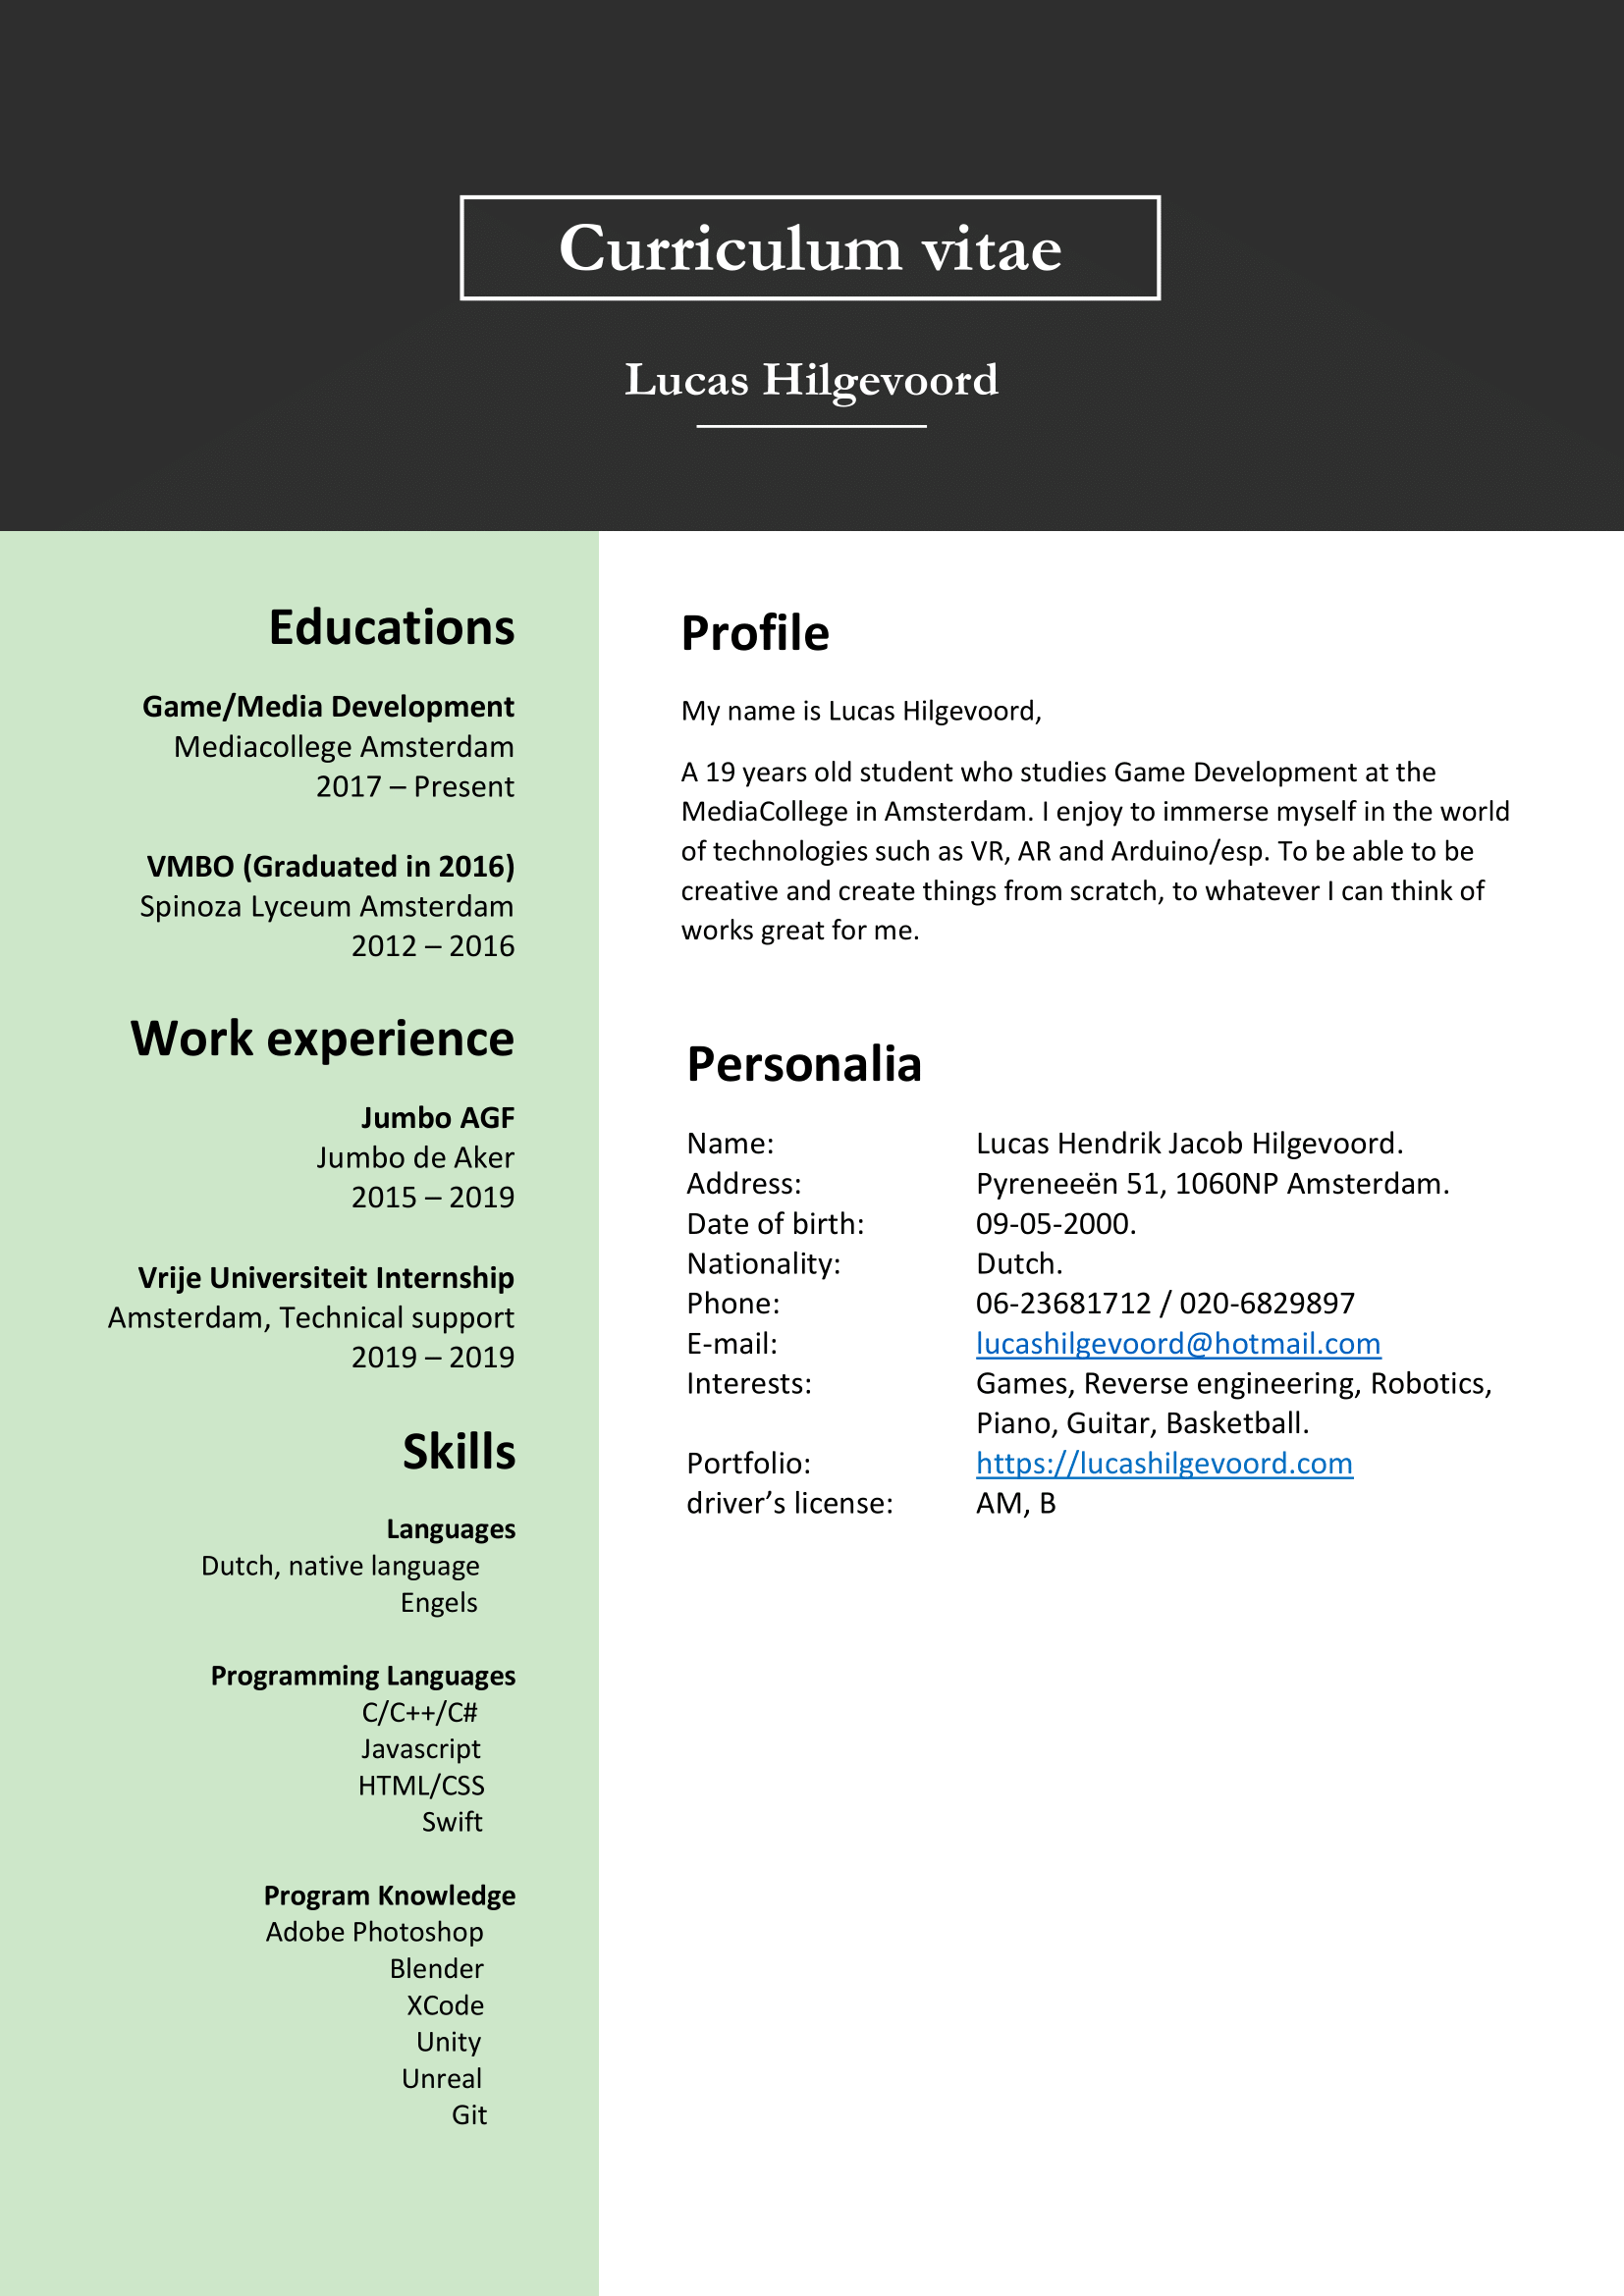 Curriculum vitae
Lucas Hilgevoord
Educations
Game/Media Development
Mediacollege Amsterdam
2017 – Present
VMBO (Graduated in 2016)
Spinoza Lyceum Amsterdam
2012 – 2016
Work experience
Jumbo AGF
Jumbo de Aker
2015 – 2019
Vrije Universiteit Internship
Amsterdam, Technical support
2019 – 2019
Skills
Languages
Dutch, native language
Engels
Programming Languages
C/C++/C#
Javascript
HTML/CSS
Swift
Program Knowledge
Adobe Photoshop
Blender
XCode
Unity
Unreal
Git
Profile
My name is Lucas Hilgevoord,
A 19 years old student who studies Game Development at the
MediaCollege in Amsterdam. I enjoy to immerse myself in the world
of technologies such as VR, AR and Arduino/esp. To be able to be
creative and create things from scratch, to whatever I can think of
works great for me.
Personalia
Name: Lucas Hendrik Jacob Hilgevoord.
Address: Pyreneeën 51, 1060NP Amsterdam.
Date of birth: 09-05-2000.
Nationality: Dutch.
Phone: 06-23681712 / 020-6829897
E-mail: lucashilgevoord@hotmail.com
Interests: Games, Reverse engineering, Robotics,
Piano, Guitar, Basketball.
Portfolio: https://lucashilgevoord.com
driver’s license: AM, B